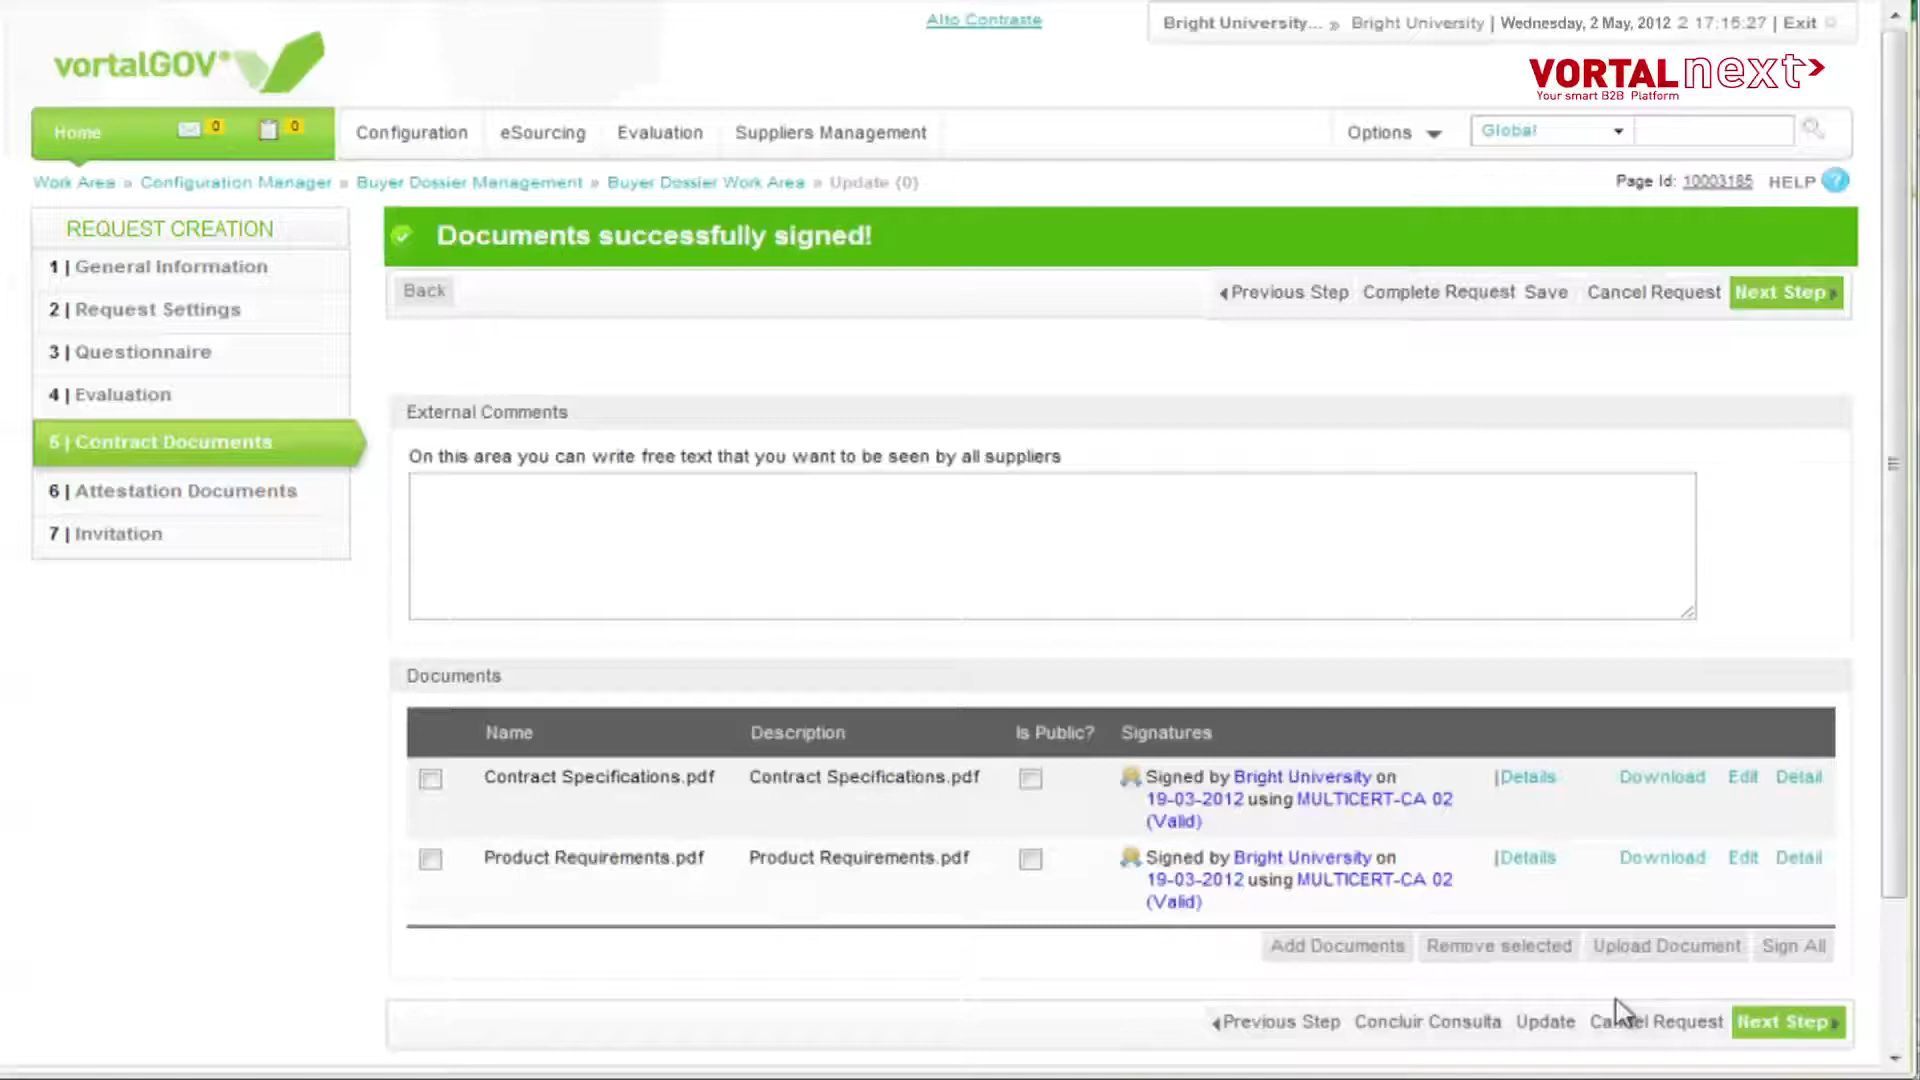 Alto Contraste
Bright University... » Bright University | Wednesday, 2 May, 2012 2 17:15:27 | Exit
vortalGOV
VORTALnext>
Your smart B2B Platform
Home 0 0 Configuration eSourcing Evaluation Suppliers Management Options Global
Work Area » Configuration Manager » Buyer Dossier Management » Buyer Dossier Work Area » Update (0)
Page Id: 10003185 HELP ?
REQUEST CREATION
1 | General Information
2 | Request Settings
3 | Questionnaire
4 | Evaluation
5 | Contract Documents
6 | Attestation Documents
7 | Invitation
Documents successfully signed!
Back Previous Step Complete Request Save Cancel Request Next Step
External Comments
On this area you can write free text that you want to be seen by all suppliers
Documents
Name Description Is Public? Signatures
Contract Specifications.pdf Contract Specifications.pdf Signed by Bright University on |Details Download Edit Detail
19-03-2012 using MULTICERT-CA 02
(Valid)
Product Requirements.pdf Product Requirements.pdf Signed by Bright University on |Details Download Edit Detail
19-03-2012 using MULTICERT-CA 02
(Valid)
Add Documents Remove selected Upload Document Sign All
Previous Step Concluir Consulta Update Cancel Request Next Step